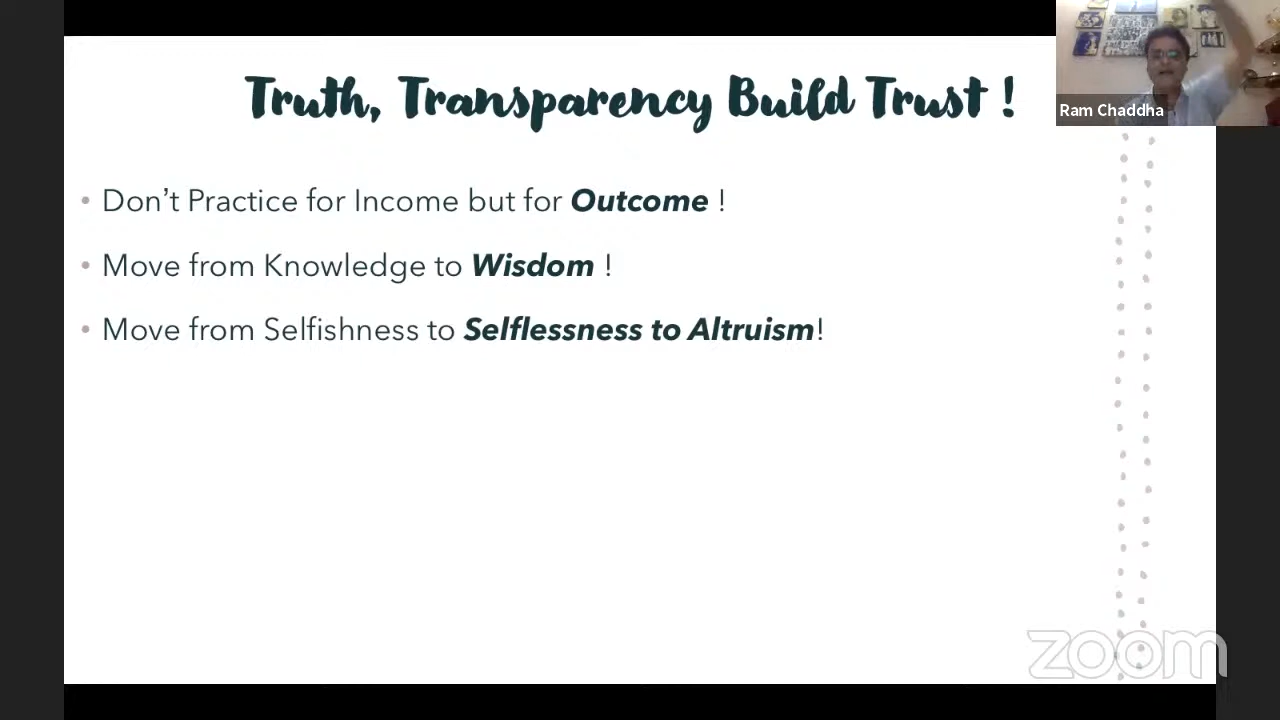 Truth, Transparency Build Trust !
Ram Chaddha
• Don’t Practice for Income but for Outcome !
• Move from Knowledge to Wisdom !
• Move from Selfishness to Selflessness to Altruism!
zoom